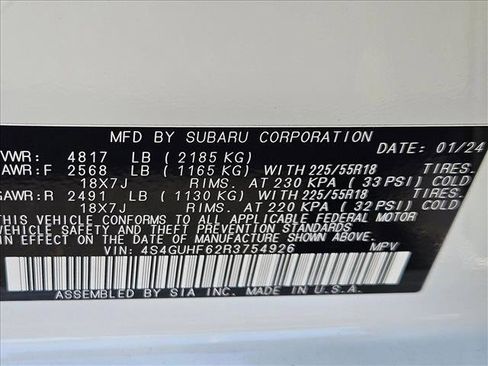 MFD BY SUBARU CORPORATION
DATE: 01/24
VWR: 4817 LB (2185 KG)
AWR:F 2568 LB (1165 KG) WITH 225/55R18 TIRES.
18X7J RIMS. AT 230 KPA (33 PSI) COLD
GAWR:R 2491 LB (1130 KG) WITH 225/55R18 TIRES.
18X7J RIMS. AT 220 KPA (32 PSI) COLD
THIS VEHICLE CONFORMS TO ALL APPLICABLE FEDERAL MOTOR
VEHICLE SAFETY AND THEFT PREVENTION STANDARDS
IN EFFECT ON THE DATE OF MANUFACTURE SHOWN ABOVE.
VIN: 4S4GUHF62R3754926 MPV
ASSEMBLED BY SIA INC. MADE IN U.S.A.